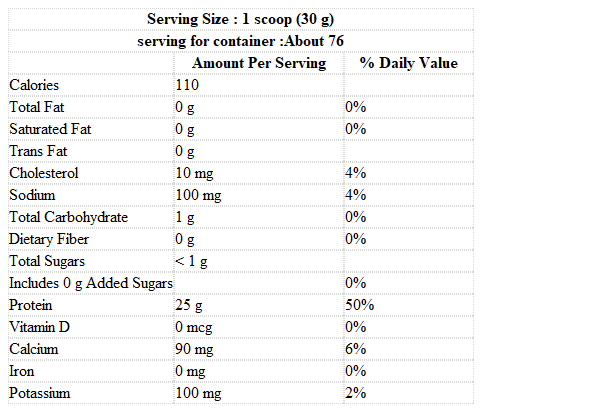 Serving Size : 1 scoop (30 g)
serving for container :About 76
Amount Per Serving % Daily Value
Calories 110
Total Fat 0 g 0%
Saturated Fat 0 g 0%
Trans Fat 0 g
Cholesterol 10 mg 4%
Sodium 100 mg 4%
Total Carbohydrate 1 g 0%
Dietary Fiber 0 g 0%
Total Sugars < 1 g
Includes 0 g Added Sugars 0%
Protein 25 g 50%
Vitamin D 0 mcg 0%
Calcium 90 mg 6%
Iron 0 mg 0%
Potassium 100 mg 2%